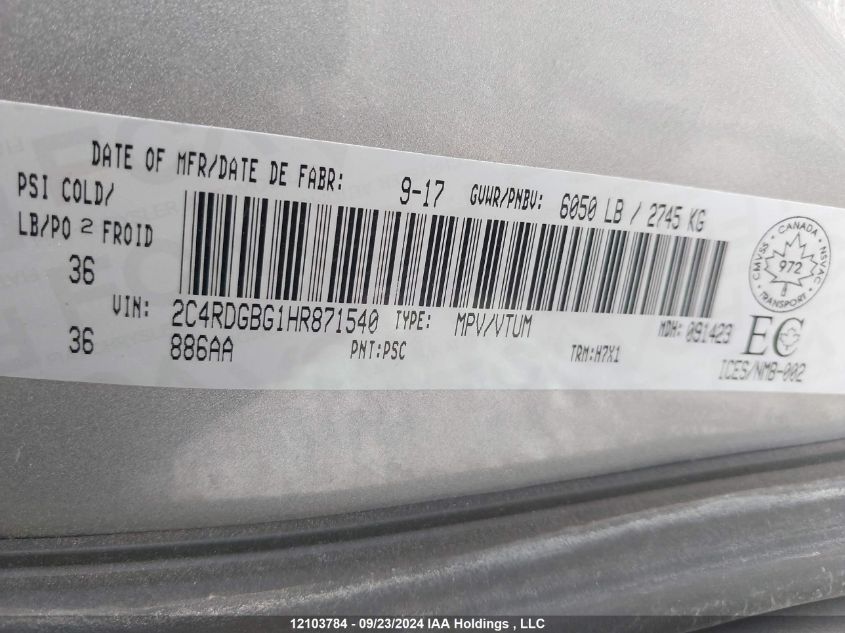 DATE OF MFR/DATE DE FABR: 9-17 GVWR/PNBV: 6050 LB / 2745 KG
PSI COLD/
LB/PO 2 FROID
36
VIN: 2C4RDGBG1HR871540 TYPE: MPV/VTUM MDH: 091423
36
886AA PNT:PSC TRM:H7X1
CANADA
CMVSS NSVAC
972
TRANSPORT
EC
ICES/NMB-002
12103784 - 09/23/2024 IAA Holdings , LLC